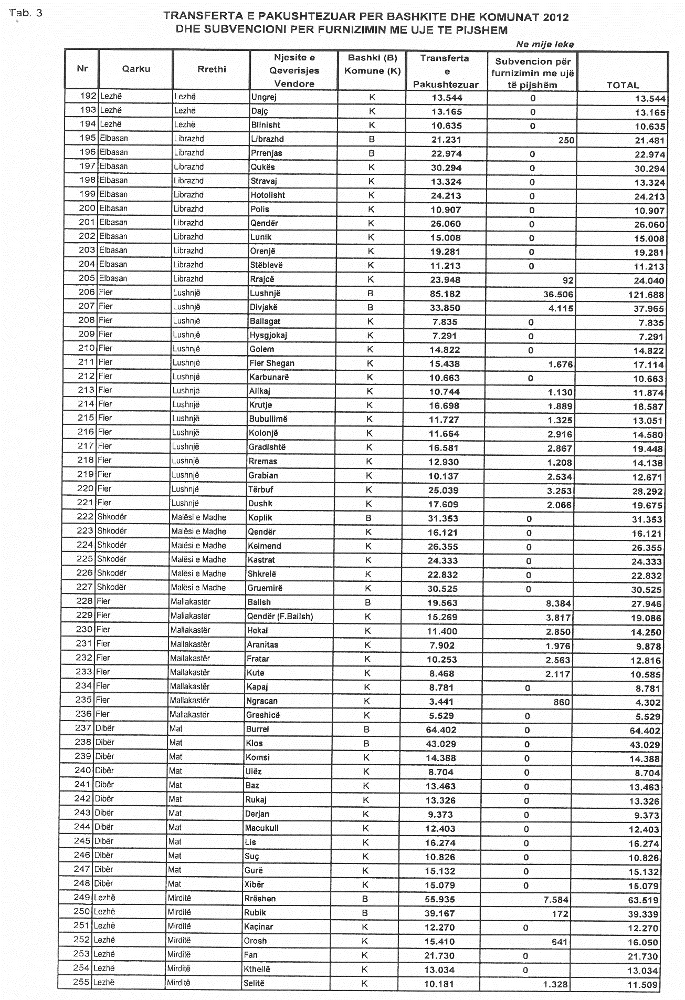 Tab. 3
TRANSFERTA E PAKUSHTEZUAR PER BASHKITE DHE KOMUNAT 2012
DHE SUBVENCIONI PER FURNIZIMIN ME UJE TE PIJSHEM
Ne mije leke
Nr Qarku Rrethi Njesite e Qeverisjes Vendore Bashki (B) Komune (K) Transferta e Pakushtezuar Subvencion për furnizimin me ujë të pijshëm TOTAL
192 Lezhë Lezhë Ungrej K 13.544 0 13.544
193 Lezhë Lezhë Dajç K 13.165 0 13.165
194 Lezhë Lezhë Blinisht K 10.635 0 10.635
195 Elbasan Librazhd Librazhd B 21.231 250 21.481
196 Elbasan Librazhd Prrenjas B 22.974 0 22.974
197 Elbasan Librazhd Qukës K 30.294 0 30.294
198 Elbasan Librazhd Stravaj K 13.324 0 13.324
199 Elbasan Librazhd Hotolisht K 24.213 0 24.213
200 Elbasan Librazhd Polis K 10.907 0 10.907
201 Elbasan Librazhd Qendër K 26.060 0 26.060
202 Elbasan Librazhd Lunik K 15.008 0 15.008
203 Elbasan Librazhd Orenjë K 19.281 0 19.281
204 Elbasan Librazhd Stëblevë K 11.213 0 11.213
205 Elbasan Librazhd Rrajcë K 23.948 92 24.040
206 Fier Lushnjë Lushnjë B 85.182 36.506 121.688
207 Fier Lushnjë Divjakë B 33.850 4.115 37.965
208 Fier Lushnjë Ballagat K 7.835 0 7.835
209 Fier Lushnjë Hysgjokaj K 7.291 0 7.291
210 Fier Lushnjë Golem K 14.822 0 14.822
211 Fier Lushnjë Fier Shegan K 15.438 1.676 17.114
212 Fier Lushnjë Karbunarë K 10.663 0 10.663
213 Fier Lushnjë Allkaj K 10.744 1.130 11.874
214 Fier Lushnjë Krutje K 16.698 1.889 18.587
215 Fier Lushnjë Bubullimë K 11.727 1.325 13.051
216 Fier Lushnjë Kolonjë K 11.664 2.916 14.580
217 Fier Lushnjë Gradishtë K 16.581 2.867 19.448
218 Fier Lushnjë Rremas K 12.930 1.208 14.138
219 Fier Lushnjë Grabian K 10.137 2.534 12.671
220 Fier Lushnjë Tërbuf K 25.039 3.253 28.292
221 Fier Lushnjë Dushk K 17.609 2.066 19.675
222 Shkodër Malësi e Madhe Koplik B 31.353 0 31.353
223 Shkodër Malësi e Madhe Qendër K 16.121 0 16.121
224 Shkodër Malësi e Madhe Kelmend K 26.355 0 26.355
225 Shkodër Malësi e Madhe Kastrat K 24.333 0 24.333
226 Shkodër Malësi e Madhe Shkrelë K 22.832 0 22.832
227 Shkodër Malësi e Madhe Gruemirë K 30.525 0 30.525
228 Fier Mallakastër Ballsh B 19.563 8.384 27.946
229 Fier Mallakastër Qendër (F.Ballsh) K 15.269 3.817 19.086
230 Fier Mallakastër Hekal K 11.400 2.850 14.250
231 Fier Mallakastër Aranitas K 7.902 1.976 9.878
232 Fier Mallakastër Fratar K 10.253 2.563 12.816
233 Fier Mallakastër Kute K 8.468 2.117 10.585
234 Fier Mallakastër Kapaj K 8.781 0 8.781
235 Fier Mallakastër Ngracan K 3.441 860 4.302
236 Fier Mallakastër Greshicë K 5.529 0 5.529
237 Dibër Mat Burrel B 64.402 0 64.402
238 Dibër Mat Klos B 43.029 0 43.029
239 Dibër Mat Komsi K 14.388 0 14.388
240 Dibër Mat Ulëz K 8.704 0 8.704
241 Dibër Mat Baz K 13.463 0 13.463
242 Dibër Mat Rukaj K 13.326 0 13.326
243 Dibër Mat Derjan K 9.373 0 9.373
244 Dibër Mat Macukull K 12.403 0 12.403
245 Dibër Mat Lis K 16.274 0 16.274
246 Dibër Mat Suç K 10.826 0 10.826
247 Dibër Mat Gurë K 15.132 0 15.132
248 Dibër Mat Xibër K 15.079 0 15.079
249 Lezhë Mirditë Rrëshen B 55.935 7.584 63.519
250 Lezhë Mirditë Rubik B 39.167 172 39.339
251 Lezhë Mirditë Kaçinar K 12.270 0 12.270
252 Lezhë Mirditë Orosh K 15.410 641 16.050
253 Lezhë Mirditë Fan K 21.730 0 21.730
254 Lezhë Mirditë Kthellë K 13.034 0 13.034
255 Lezhë Mirditë Selitë K 10.181 1.328 11.509